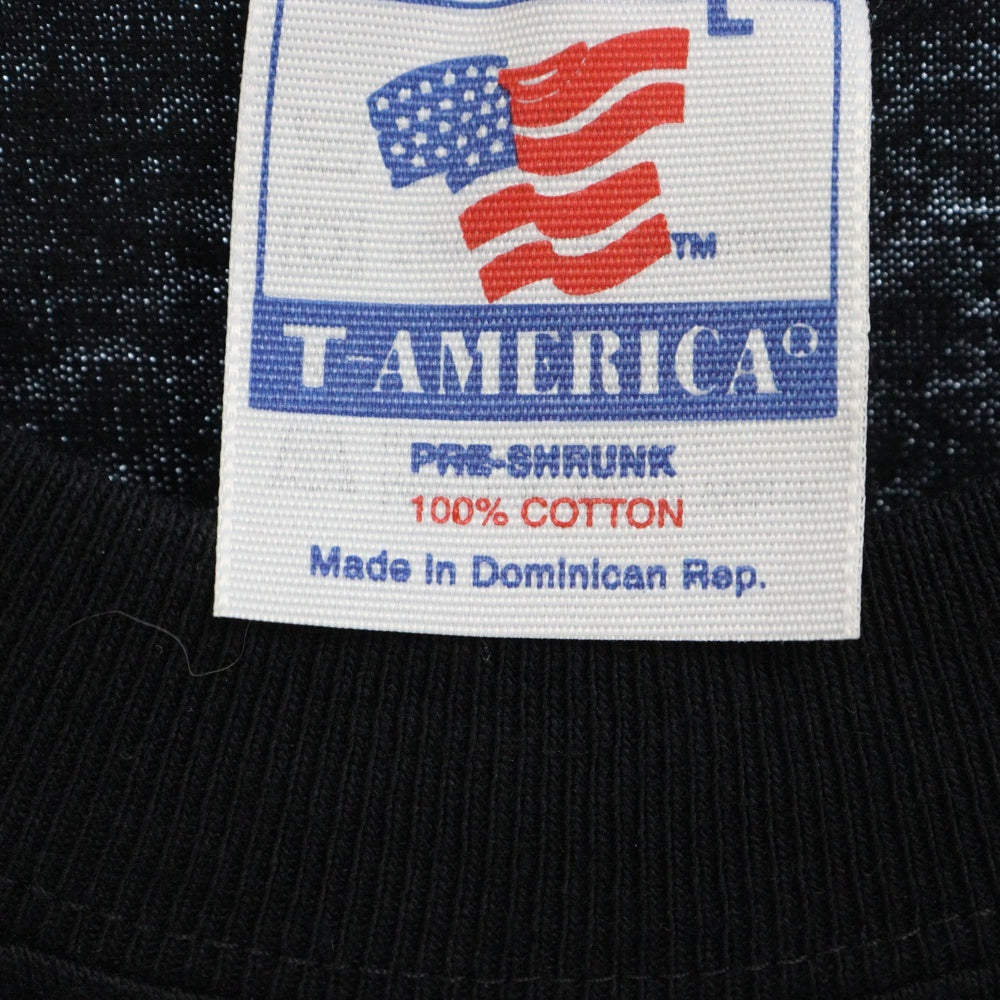 L
TM
T-AMERICA®
PRE-SHRUNK
100% COTTON
Made in Dominican Rep.